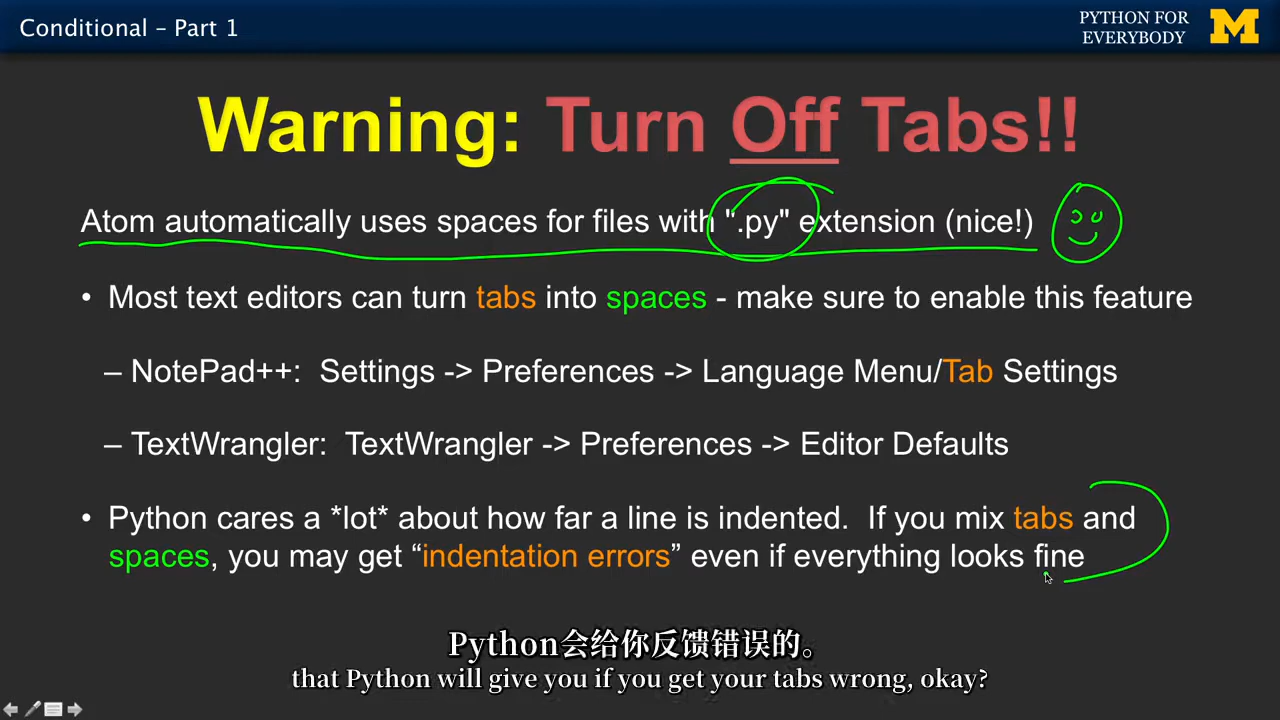 Conditional – Part 1
PYTHON FOR
EVERYBODY
M
Warning: Turn Off Tabs!!
Atom automatically uses spaces for files with ".py" extension (nice!)
• Most text editors can turn tabs into spaces - make sure to enable this feature
– NotePad++: Settings -> Preferences -> Language Menu/Tab Settings
– TextWrangler: TextWrangler -> Preferences -> Editor Defaults
• Python cares a *lot* about how far a line is indented. If you mix tabs and
spaces, you may get “indentation errors” even if everything looks fine
Python会给你反馈错误的。
that Python will give you if you get your tabs wrong, okay?